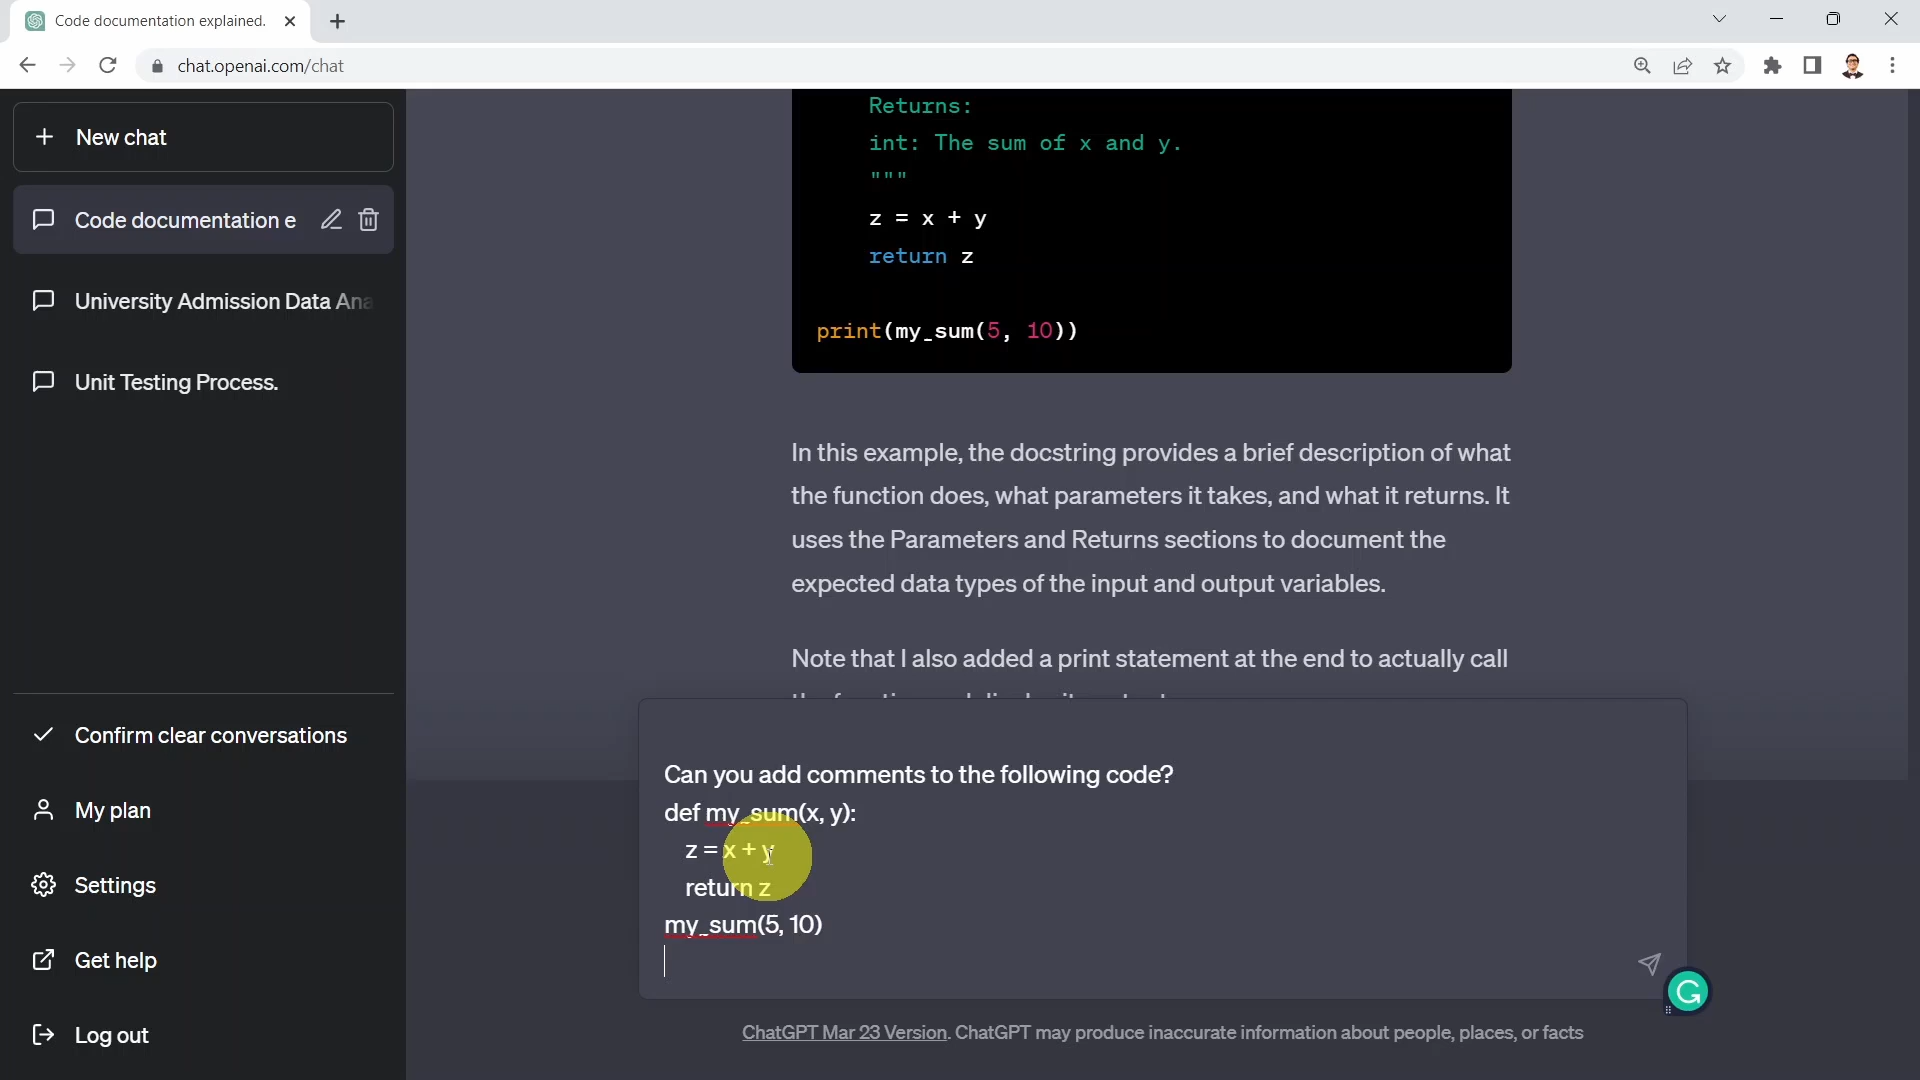 Code documentation explained.
chat.openai.com/chat
New chat
Code documentation e
University Admission Data Ana
Unit Testing Process.
Confirm clear conversations
My plan
Settings
Get help
Log out
Returns:
int: The sum of x and y.
"""
z = x + y
return z
print(my_sum(5, 10))
In this example, the docstring provides a brief description of what
the function does, what parameters it takes, and what it returns. It
uses the Parameters and Returns sections to document the
expected data types of the input and output variables.
Note that I also added a print statement at the end to actually call
Can you add comments to the following code?
def my_sum(x, y):
z = x + y
return z
my_sum(5, 10)
ChatGPT Mar 23 Version. ChatGPT may produce inaccurate information about people, places, or facts